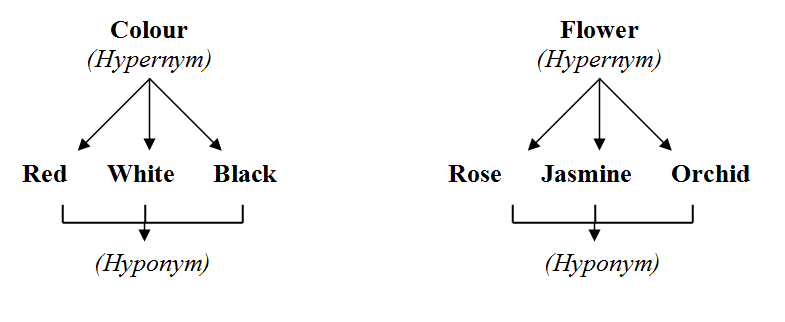 Colour
(Hypernym)
Red White Black
(Hyponym)
Flower
(Hypernym)
Rose Jasmine Orchid
(Hyponym)